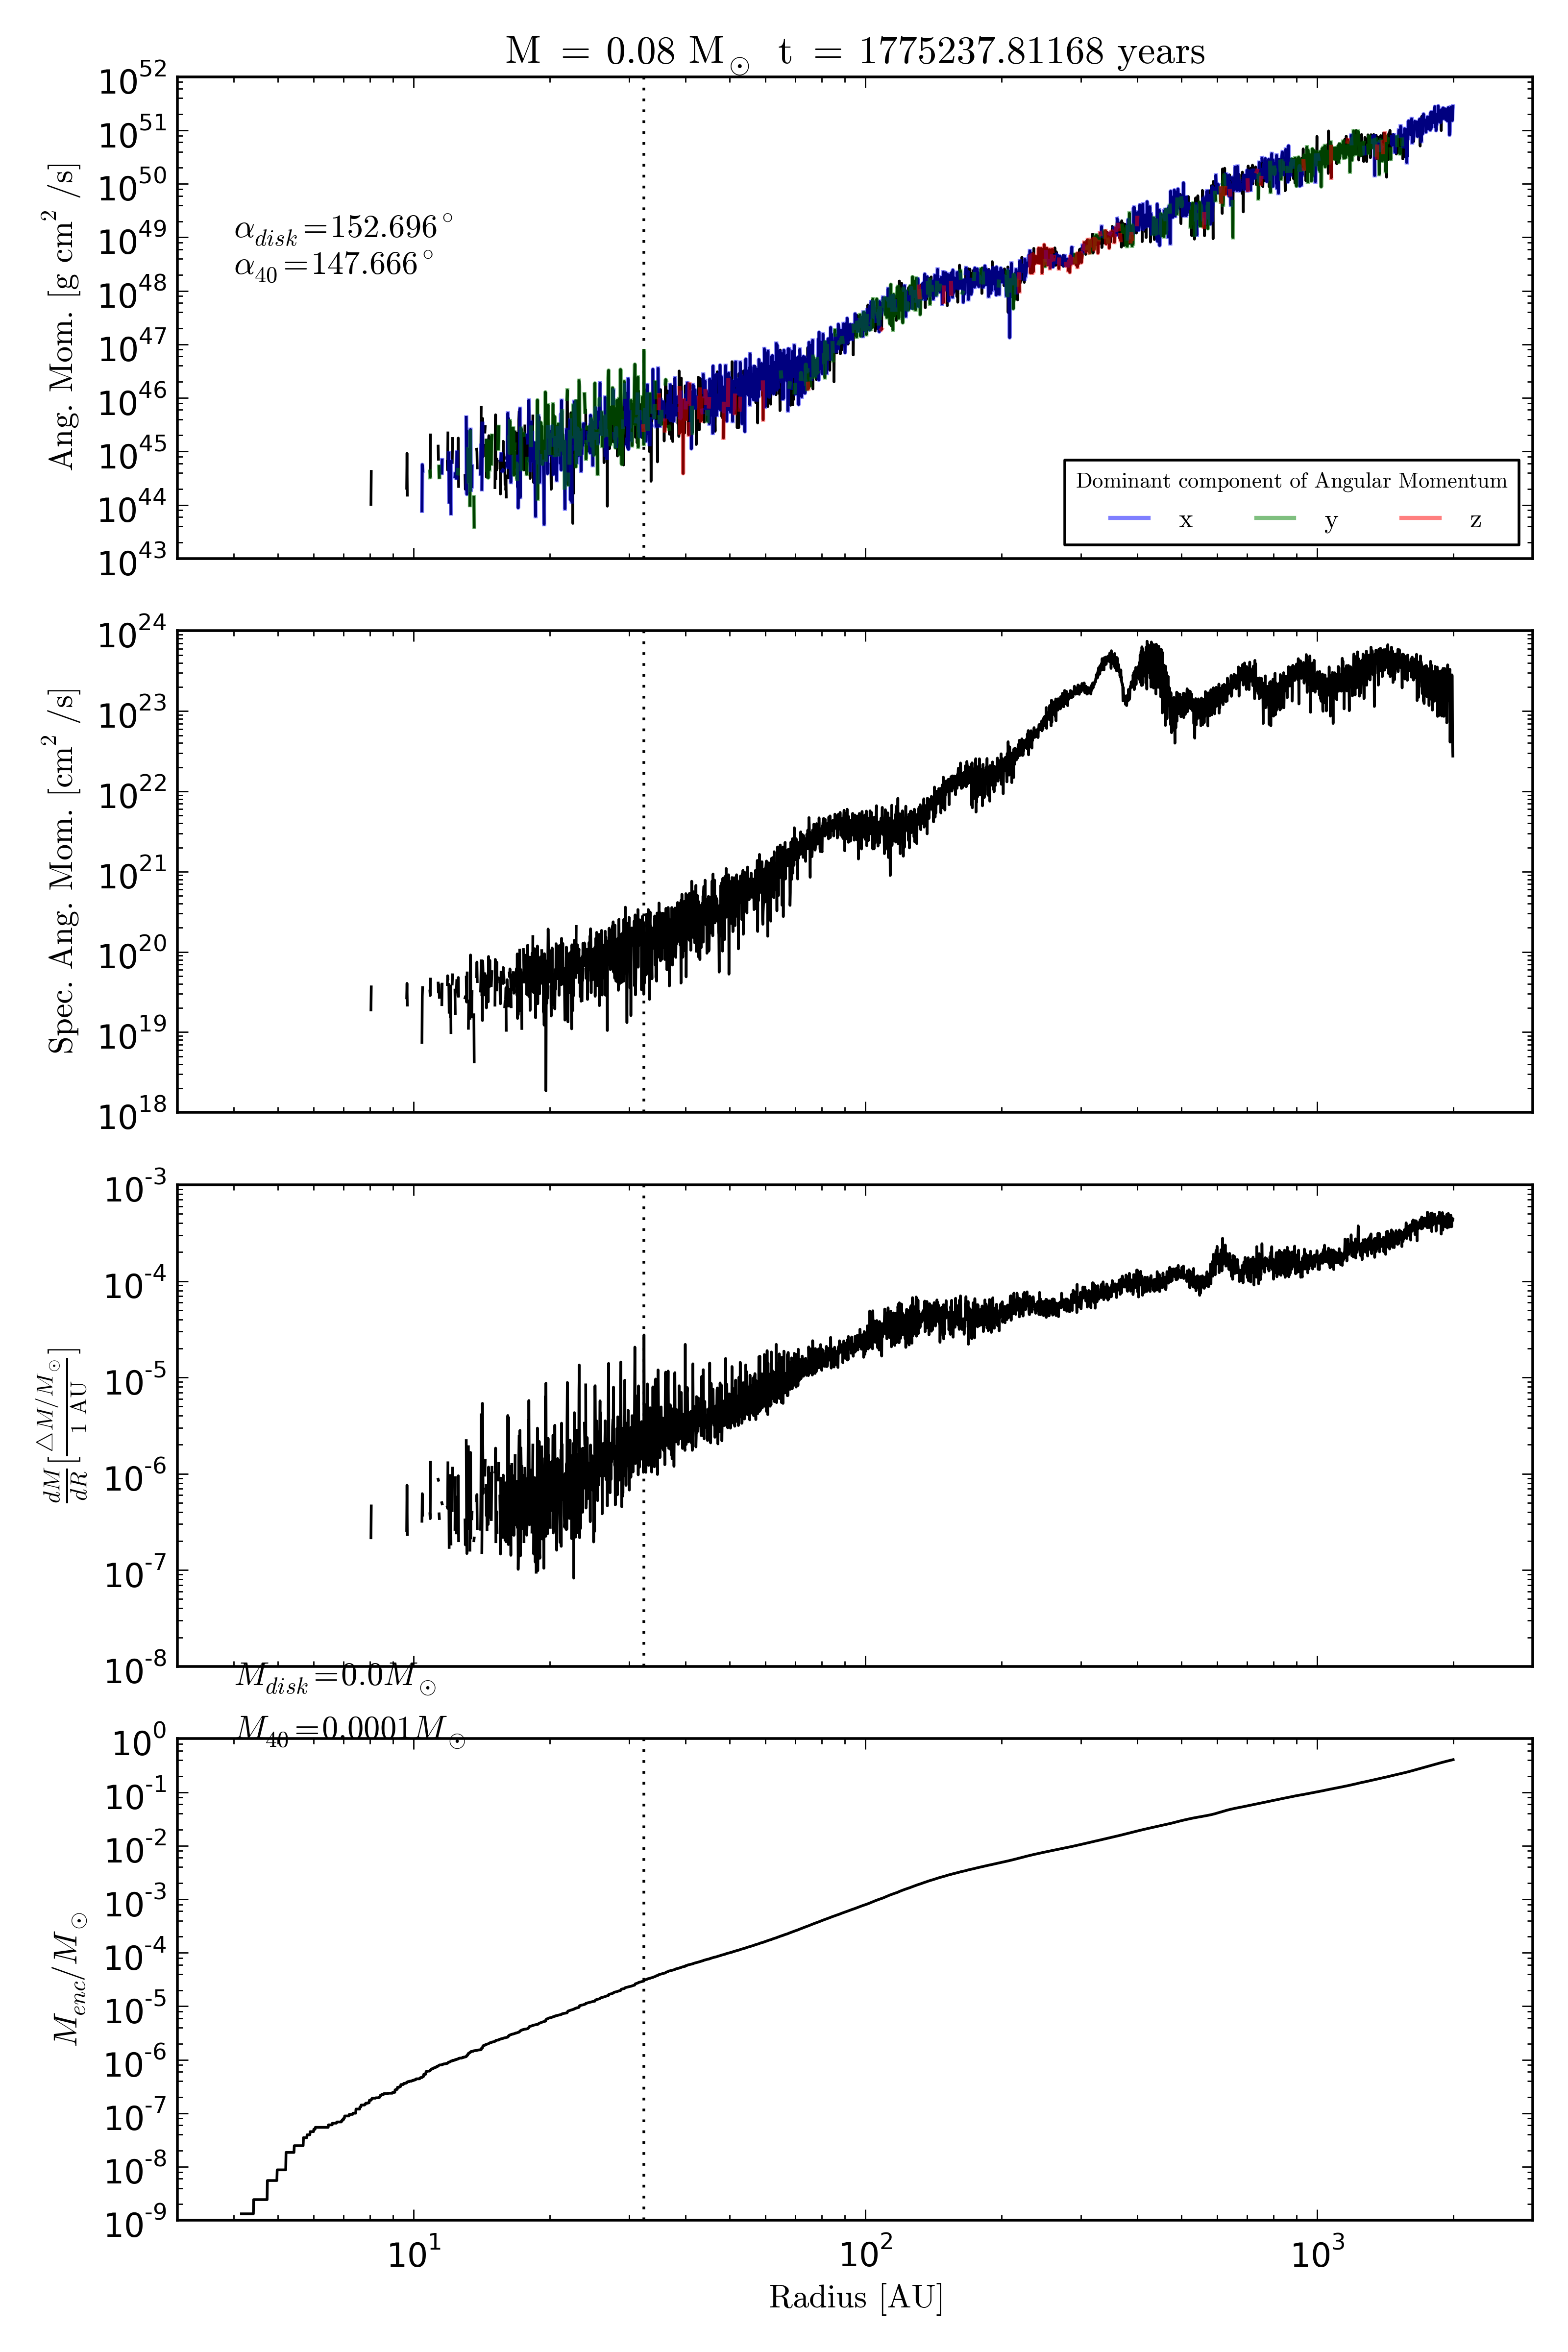 M = 0.08 M⊙ t = 1775237.81168 years
10^52
10^51
10^50
10^49
10^48
10^47
10^46
10^45
10^44
10^43
Ang. Mom. [g cm^2 /s]
α_disk=152.696°
α_40=147.666°
Dominant component of Angular Momentum
x y z
10^24
10^23
10^22
10^21
10^20
10^19
10^18
Spec. Ang. Mom. [cm^2 /s]
10^-3
10^-4
10^-5
10^-6
10^-7
10^-8
dM/dR [△M/M⊙ / 1 AU]
M_disk=0.0M⊙
M_40=0.0001M⊙
10^0
10^-1
10^-2
10^-3
10^-4
10^-5
10^-6
10^-7
10^-8
10^-9
M_enc/M⊙
10^1 10^2 10^3
Radius [AU]